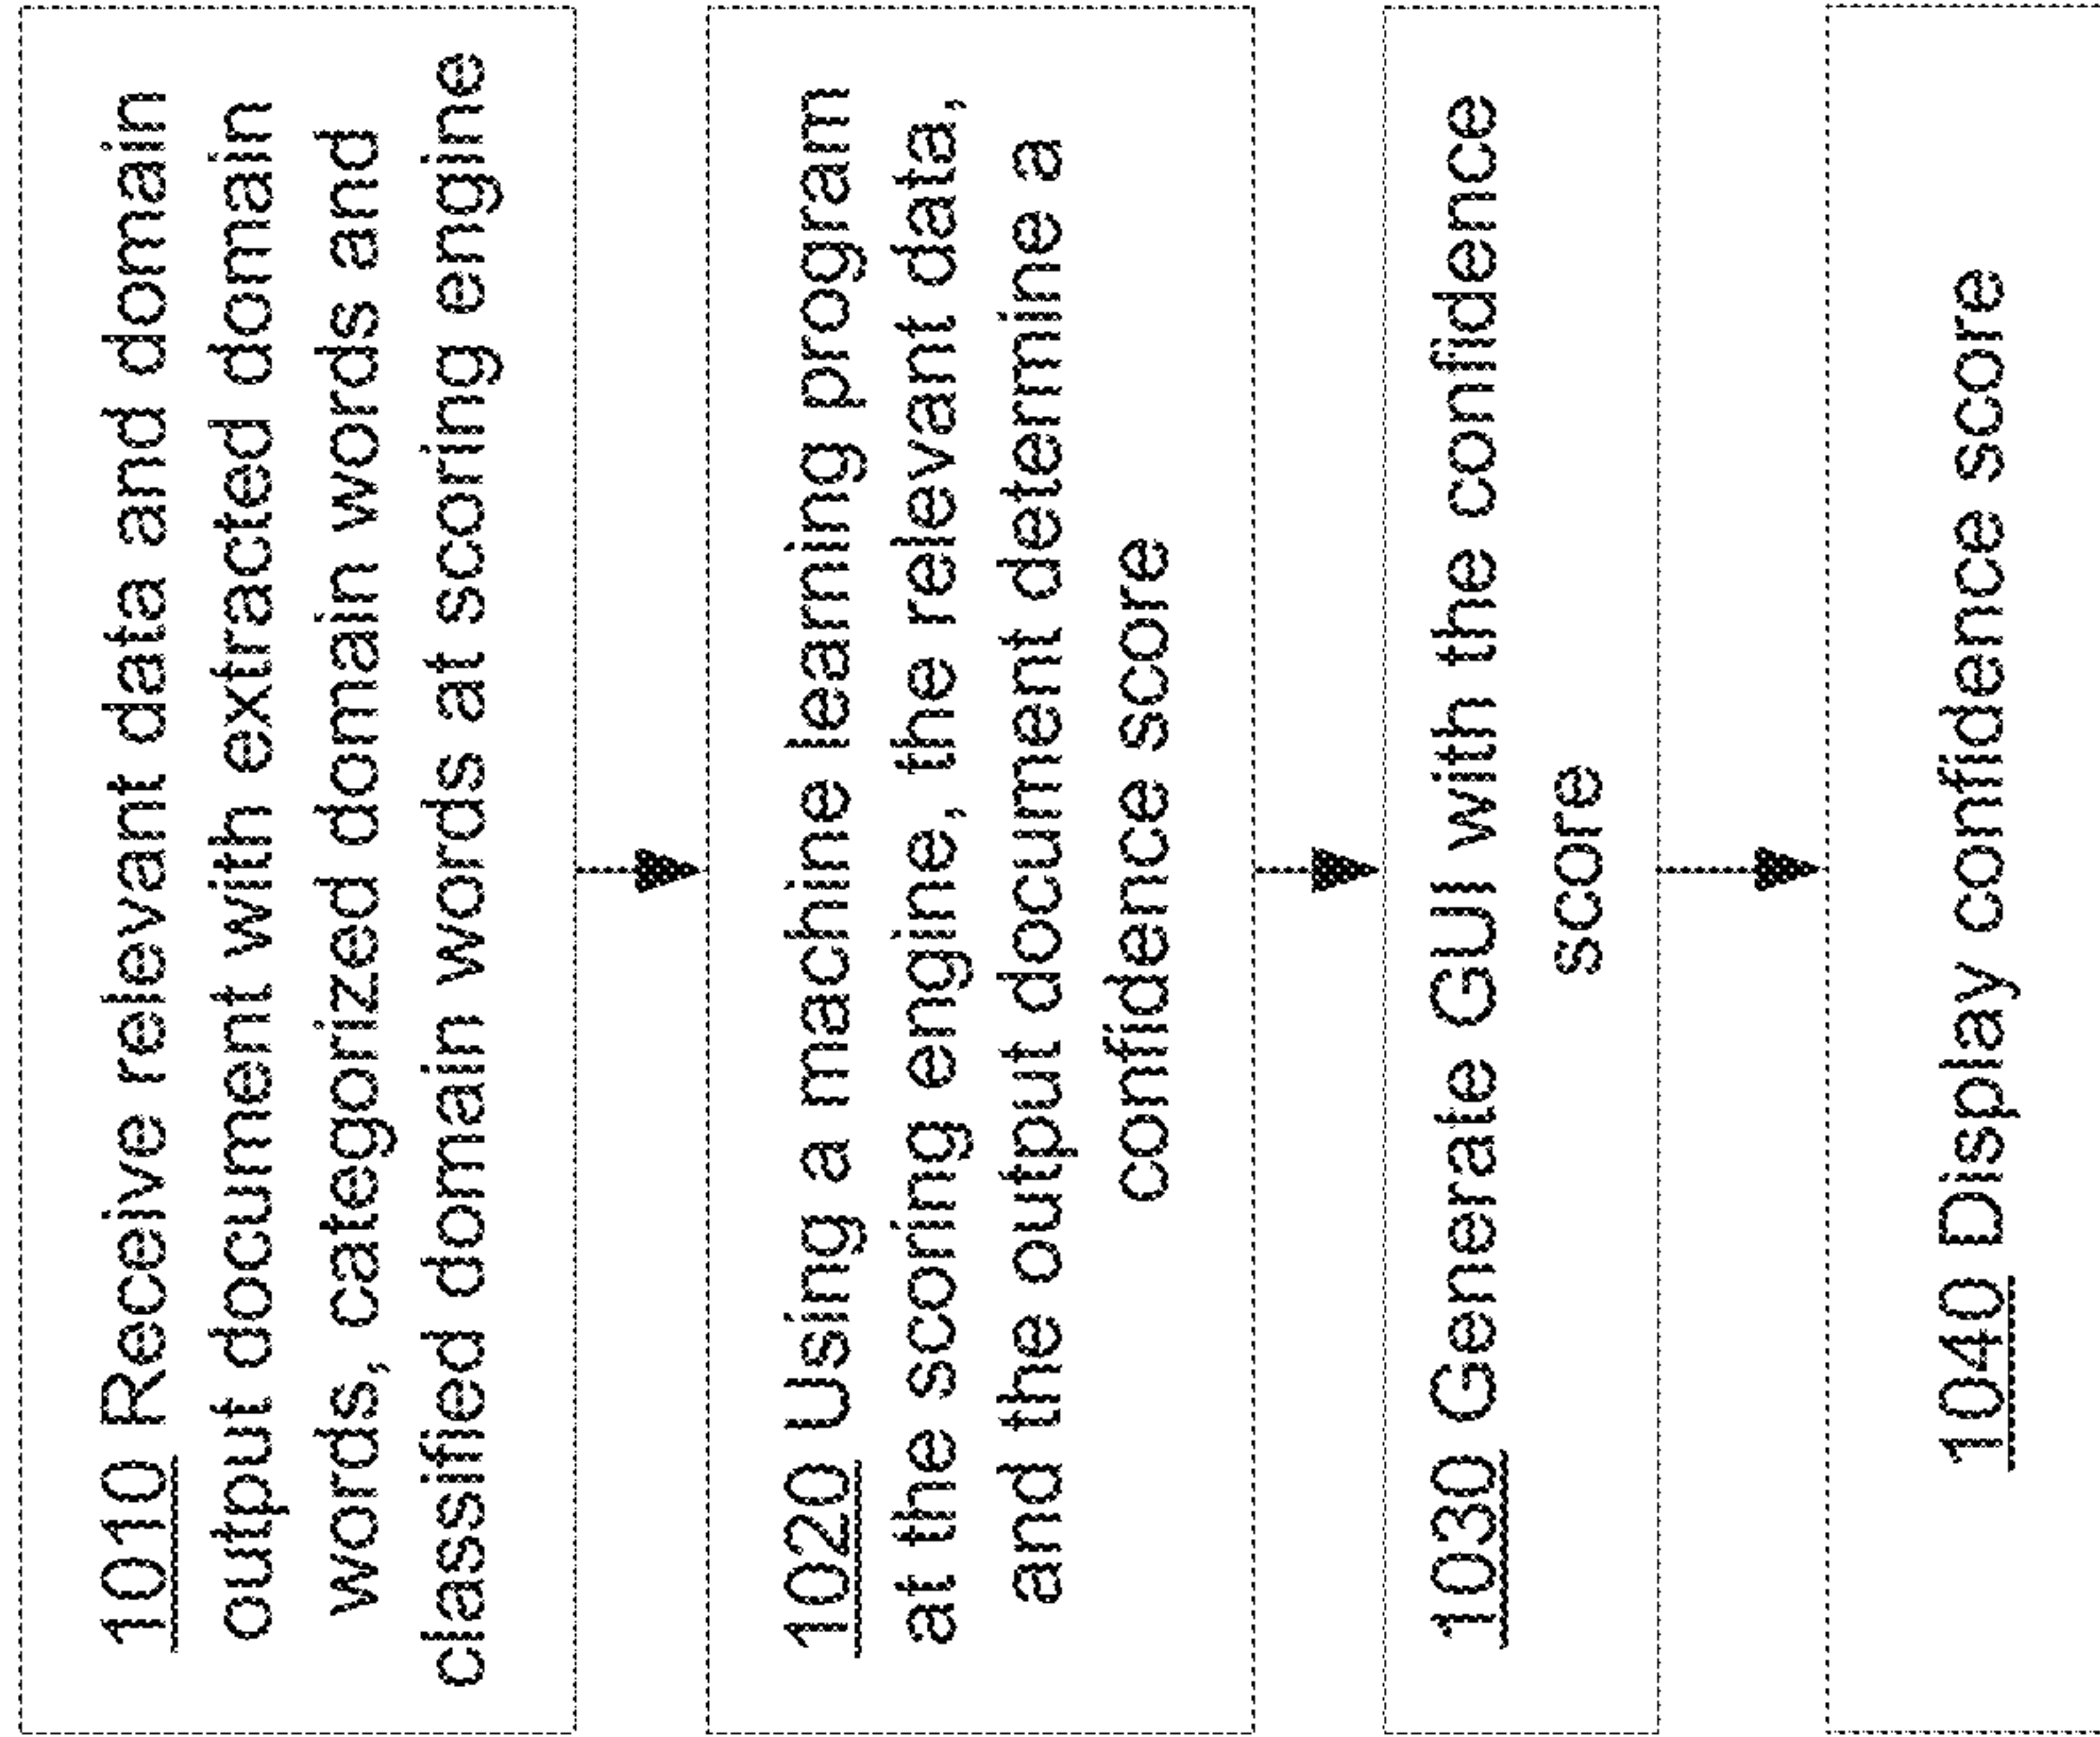 1010 Receive relevant data and domain
output document with extracted domain
words, categorized domain words and
classified domain words at scoring engine
1020 Using a machine learning program
at the scoring engine, the relevant data,
and the output document determine a
confidence score
1030 Generate GUI with the confidence
score
1040 Display confidence score